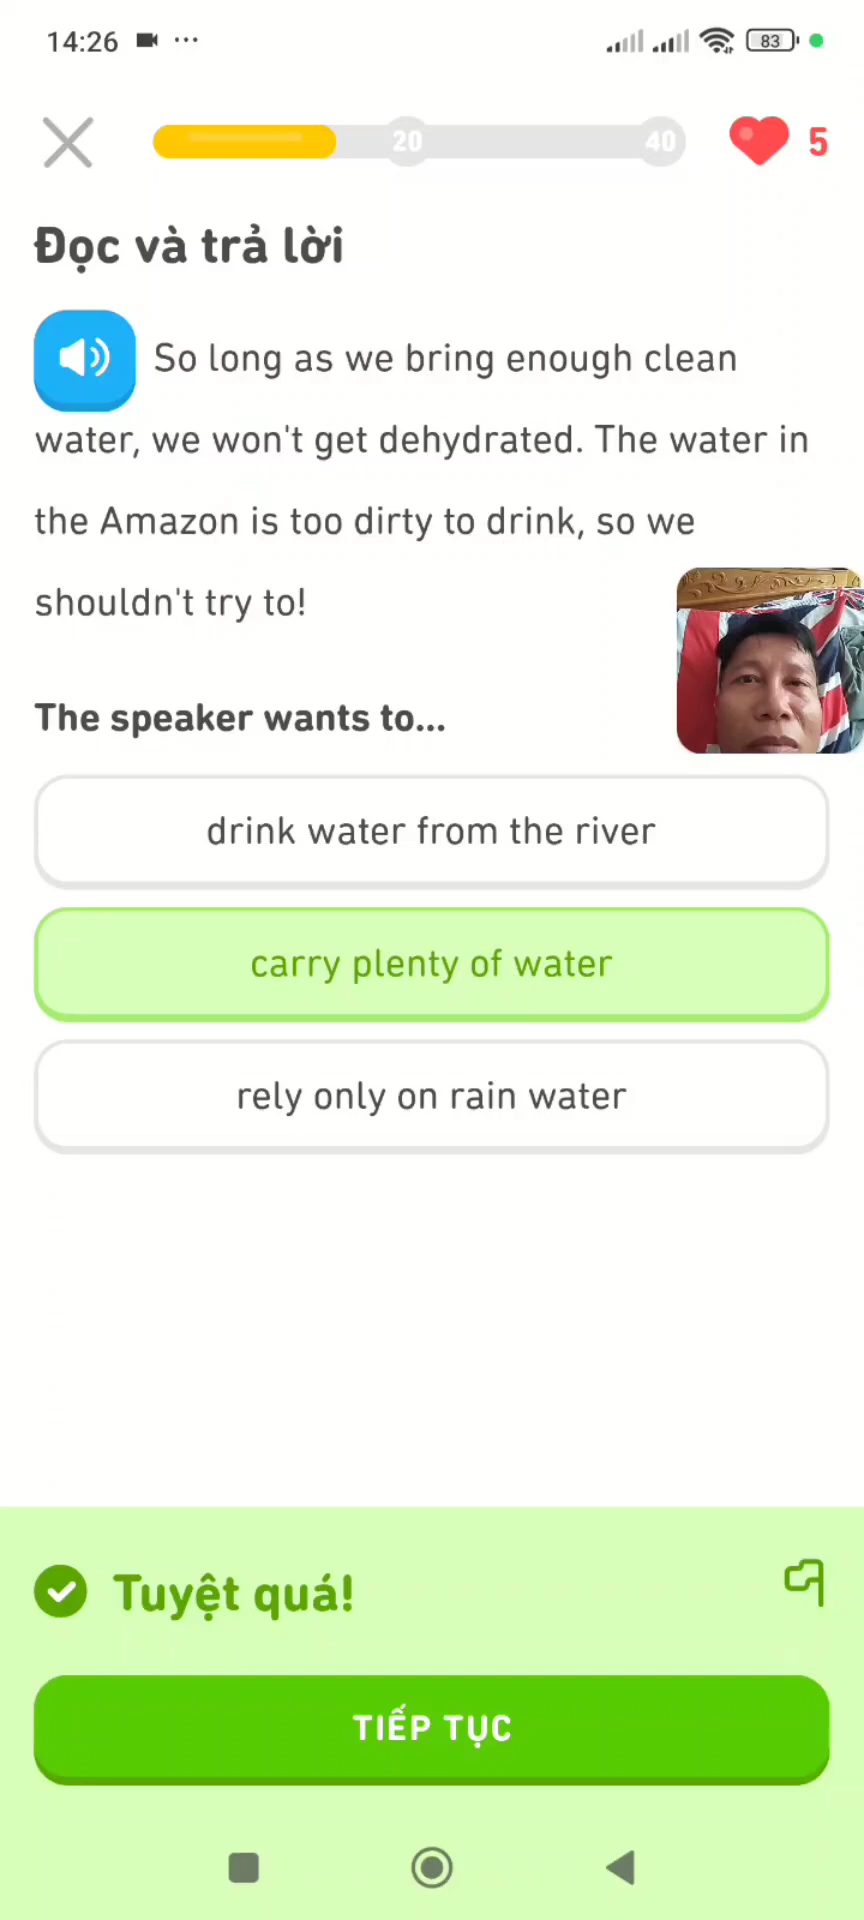 14:26
83
20
40
5
Đọc và trả lời
So long as we bring enough clean
water, we won't get dehydrated. The water in
the Amazon is too dirty to drink, so we
shouldn't try to!
The speaker wants to...
drink water from the river
carry plenty of water
rely only on rain water
Tuyệt quá!
TIẾP TỤC